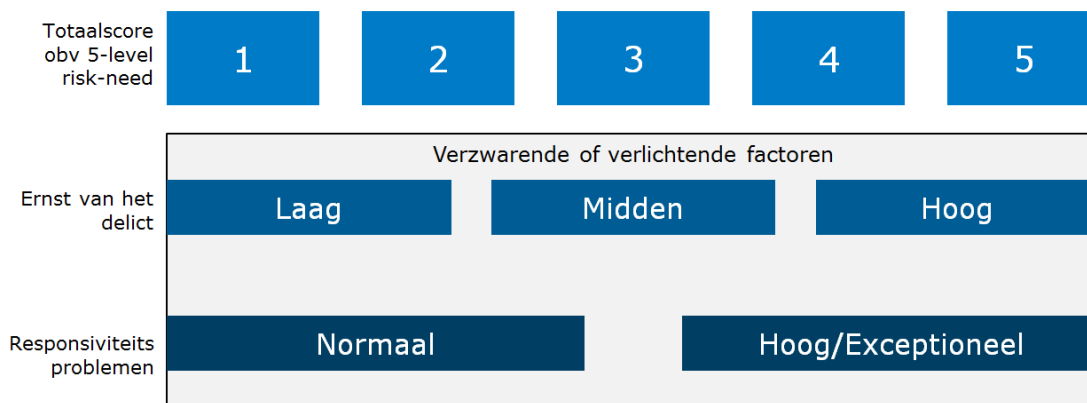 Totaalscore
obv 5-level
risk-need
1
2
3
4
5
Verzwarende of verlichtende factoren
Ernst van het
delict
Laag
Midden
Hoog
Responsiviteits
problemen
Normaal
Hoog/Exceptioneel